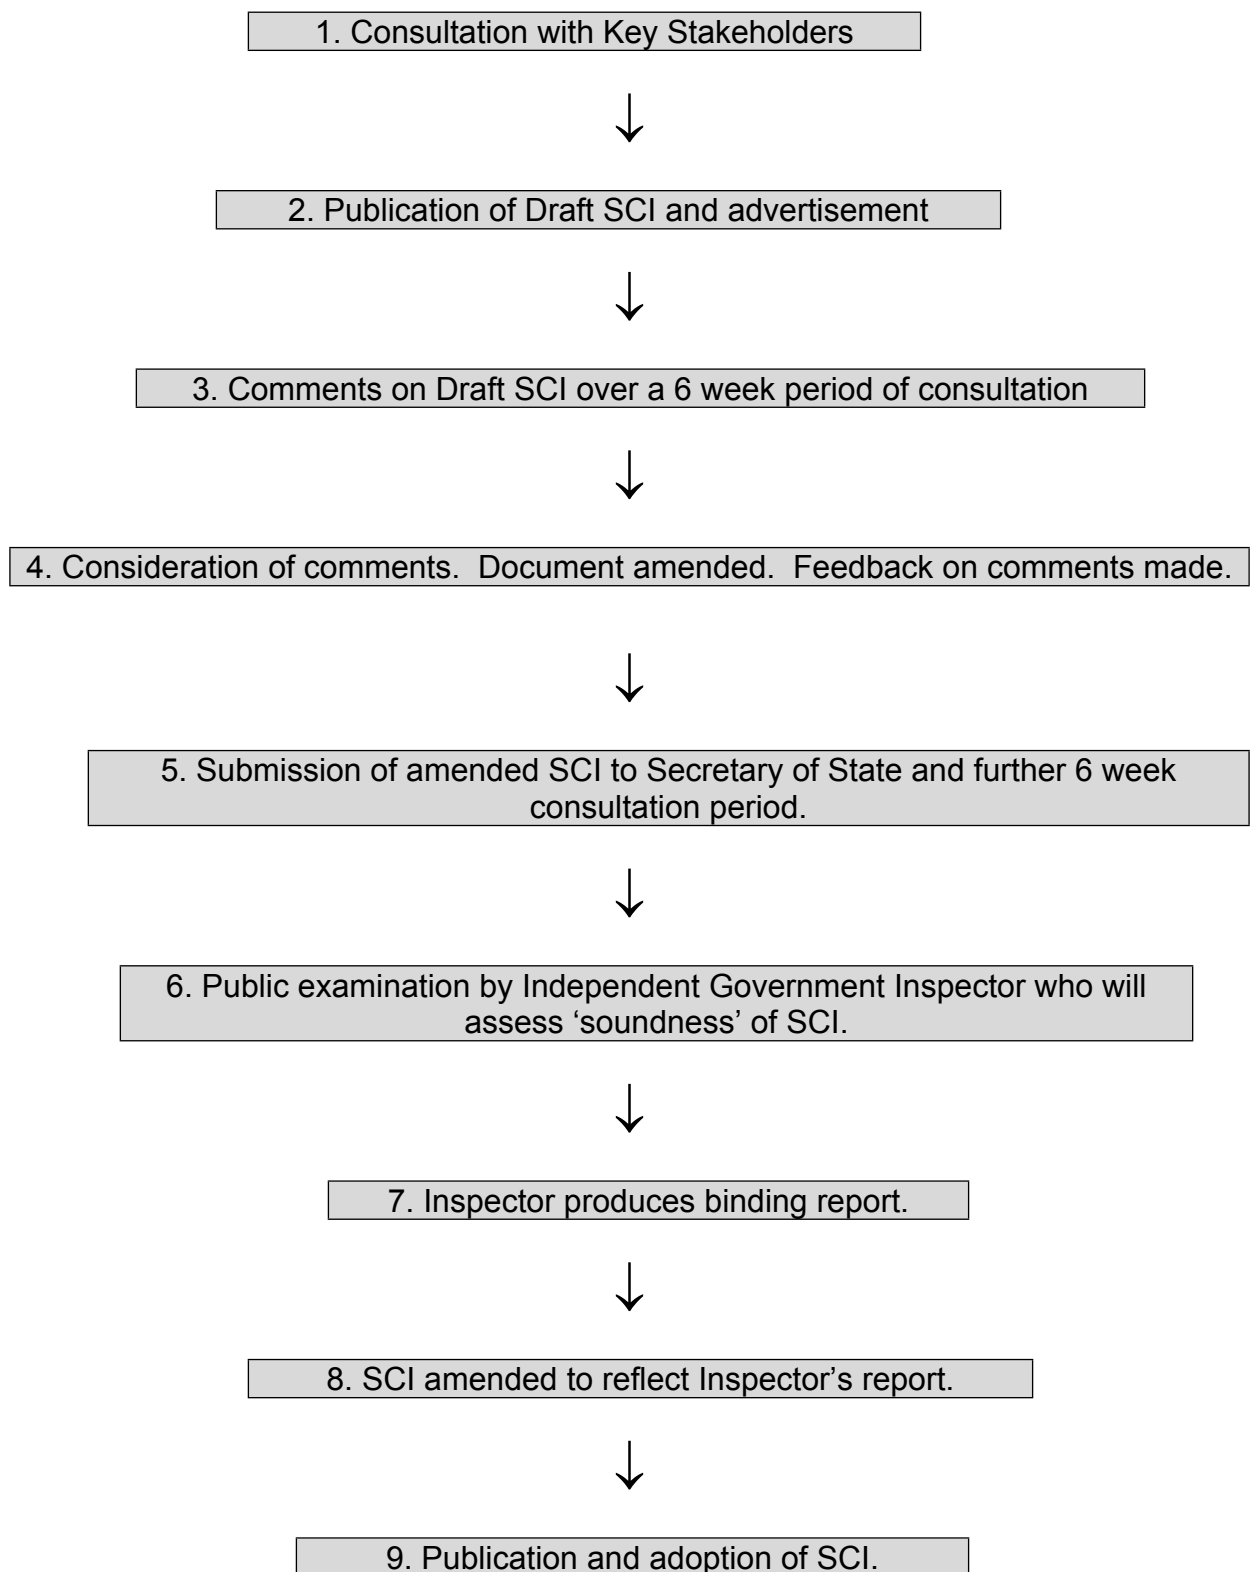 1. Consultation with Key Stakeholders
2. Publication of Draft SCI and advertisement
3. Comments on Draft SCI over a 6 week period of consultation
4. Consideration of comments.  Document amended.  Feedback on comments made.
5. Submission of amended SCI to Secretary of State and further 6 week
consultation period.
6. Public examination by Independent Government Inspector who will
assess ‘soundness’ of SCI.
7. Inspector produces binding report.
8. SCI amended to reflect Inspector’s report.
9. Publication and adoption of SCI.